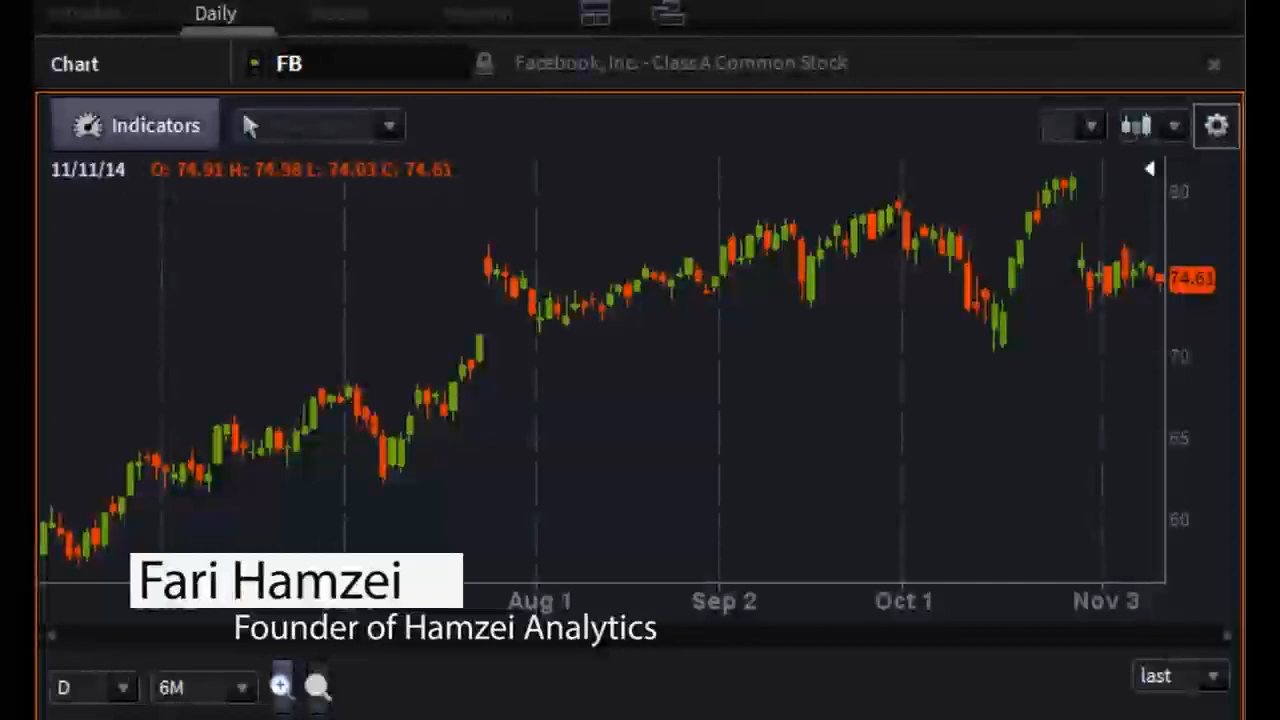 Daily
Chart
FB
Facebook, Inc. - Class A Common Stock
Indicators
11/11/14 O: 74.91 H: 74.98 L: 74.03 C: 74.61
80
74.61
70
65
60
Fari Hamzei
Aug 1
Sep 2
Oct 1
Nov 3
Founder of Hamzei Analytics
D
6M
last